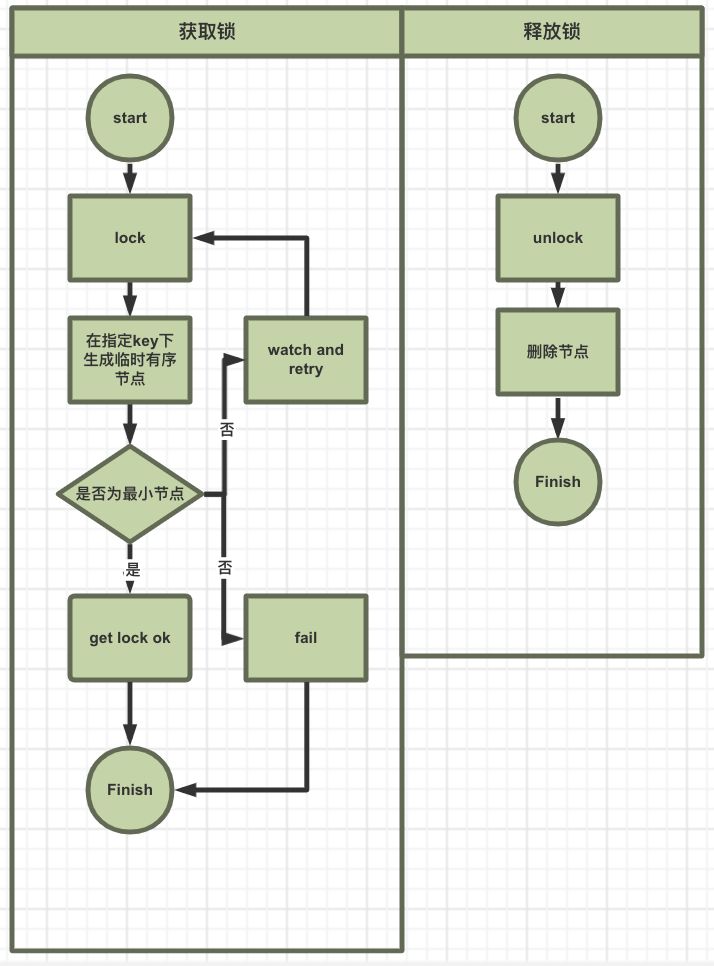 获取锁
释放锁
start
lock
在指定key下
生成临时有序
节点
watch and
retry
否
是否为最小节点
是
否
get lock ok
fail
Finish
start
unlock
删除节点
Finish